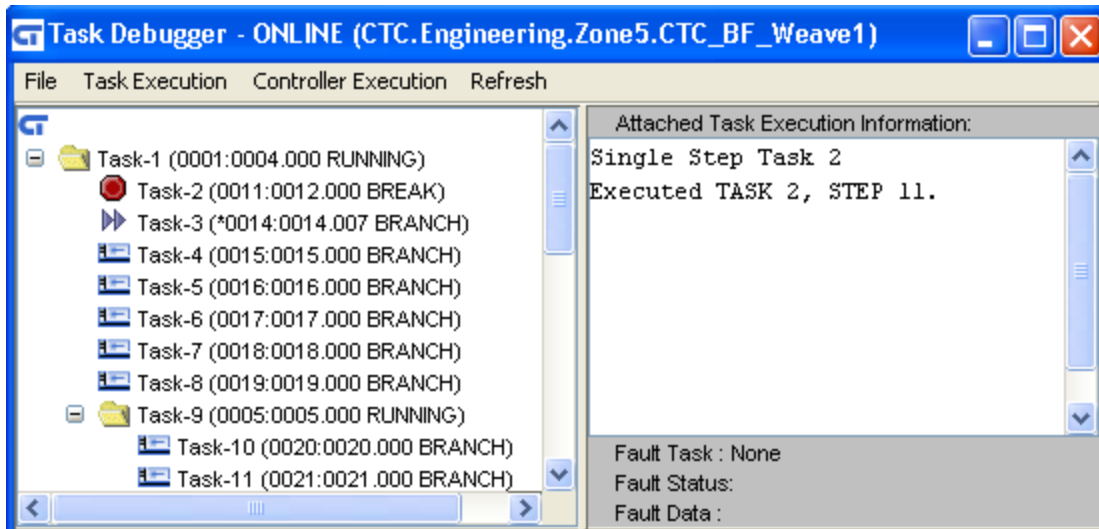 Task Debugger - ONLINE (CTC.Engineering.Zone5.CTC_BF_Weave1)
File Task Execution Controller Execution Refresh
CT
Task-1 (0001:0004.000 RUNNING)
Task-2 (0011:0012.000 BREAK)
Task-3 (*0014:0014.007 BRANCH)
Task-4 (0015:0015.000 BRANCH)
Task-5 (0016:0016.000 BRANCH)
Task-6 (0017:0017.000 BRANCH)
Task-7 (0018:0018.000 BRANCH)
Task-8 (0019:0019.000 BRANCH)
Task-9 (0005:0005.000 RUNNING)
Task-10 (0020:0020.000 BRANCH)
Task-11 (0021:0021.000 BRANCH)
Attached Task Execution Information:
Single Step Task 2
Executed TASK 2, STEP 11.
Fault Task : None
Fault Status:
Fault Data :